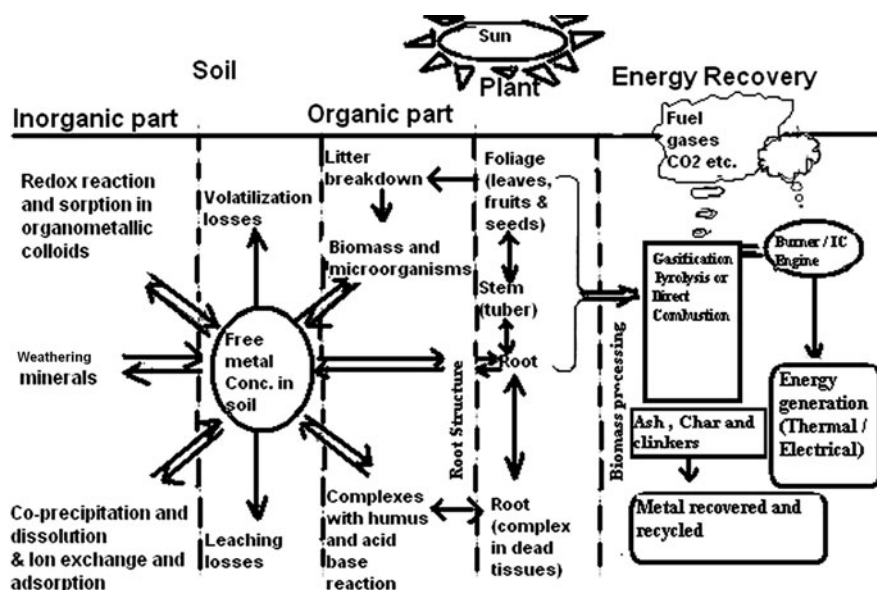 Sun
Soil
Plant
Energy Recovery
Inorganic part
Organic part
Fuel
gases
CO2 etc.
Redox reaction
and sorption in
organometallic
colloids
Volatilization
losses
Litter
breakdown
Foliage
(leaves,
fruits &
seeds)
Biomass and
microorganisms
Stem
(tuber)
Gasification
Pyrolysis or
Direct
Combustion
Burner / IC
Engine
Weathering
minerals
Free
metal
Conc. in
soil
Root
Root Structure
Biomass processing
Energy
generation
(Thermal /
Electrical)
Ash , Char and
clinkers
Co-precipitation and
dissolution
& Ion exchange and
adsorption
Leaching
losses
Complexes
with humus
and acid
base
reaction
Root
(complex
in dead
tissues)
Metal recovered and
recycled